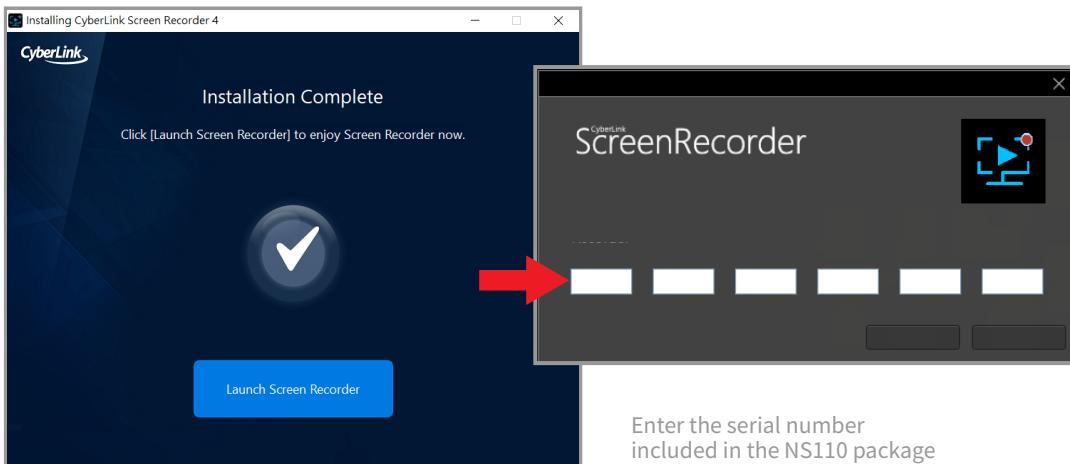 Installing CyberLink Screen Recorder 4
CyberLink
Installation Complete
Click [Launch Screen Recorder] to enjoy Screen Recorder now.
Launch Screen Recorder
CyberLink
ScreenRecorder
Enter the serial number
included in the NS110 package